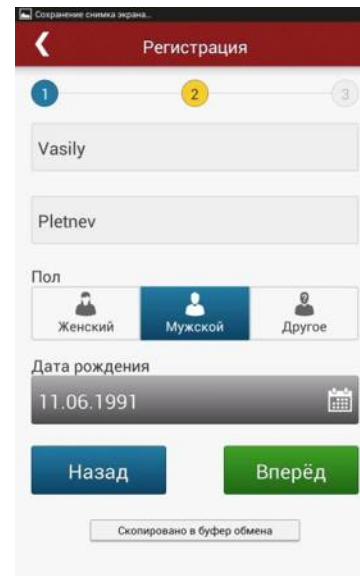 Сохранение снимка экрана...
Регистрация
1 2 3
Vasily
Pletnev
Пол
Женский Мужской Другое
Дата рождения
11.06.1991
Назад Вперёд
Скопировано в буфер обмена